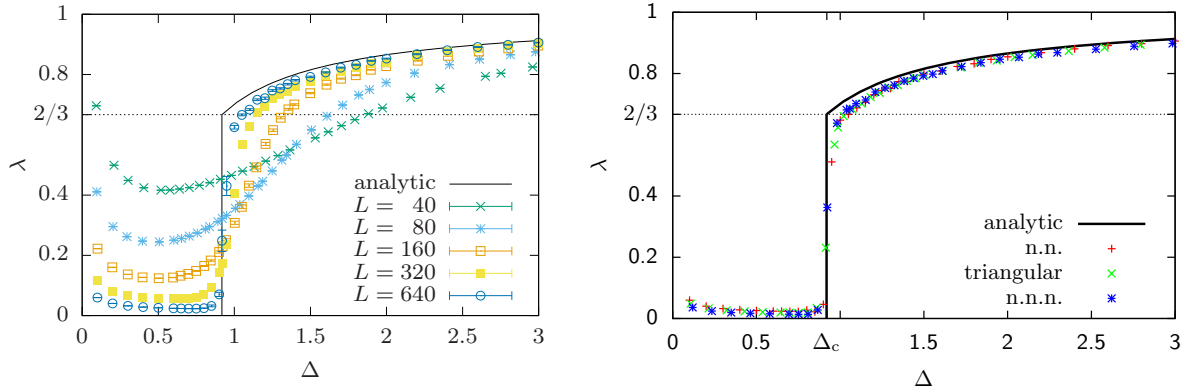 1
0.8
2/3
0.4
0.2
0
λ
0 0.5 1 1.5 2 2.5 3
Δ
analytic
L = 40
L = 80
L = 160
L = 320
L = 640
1
0.8
2/3
0.4
0.2
0
λ
0 0.5 Δc 1.5 2 2.5 3
Δ
analytic
n.n.
triangular
n.n.n.